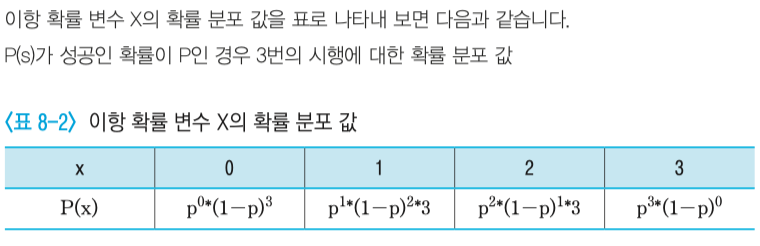 이항 확률 변수 X의 확률 분포 값을 표로 나타내 보면 다음과 같습니다.
P(s)가 성공인 확률이 P인 경우 3번의 시행에 대한 확률 분포 값
〈표 8-2〉 이항 확률 변수 X의 확률 분포 값
x 0 1 2 3
P(x) p⁰*(1-p)³ p¹*(1-p)²*3 p²*(1-p)¹*3 p³*(1-p)⁰